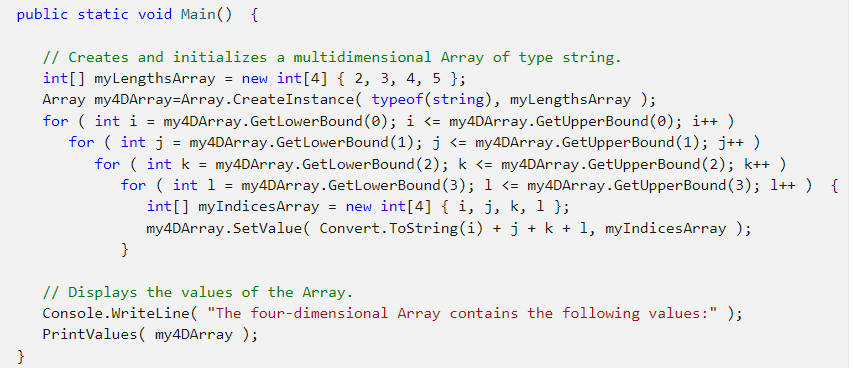 public static void Main()  {
// Creates and initializes a multidimensional Array of type string.
int[] myLengthsArray = new int[4] { 2, 3, 4, 5 };
Array my4DArray=Array.CreateInstance( typeof(string), myLengthsArray );
for ( int i = my4DArray.GetLowerBound(0); i <= my4DArray.GetUpperBound(0); i++ )
for ( int j = my4DArray.GetLowerBound(1); j <= my4DArray.GetUpperBound(1); j++ )
for ( int k = my4DArray.GetLowerBound(2); k <= my4DArray.GetUpperBound(2); k++ )
for ( int l = my4DArray.GetLowerBound(3); l <= my4DArray.GetUpperBound(3); l++ )  {
int[] myIndicesArray = new int[4] { i, j, k, l };
my4DArray.SetValue( Convert.ToString(i) + j + k + l, myIndicesArray );
}
// Displays the values of the Array.
Console.WriteLine( "The four-dimensional Array contains the following values:" );
PrintValues( my4DArray );
}